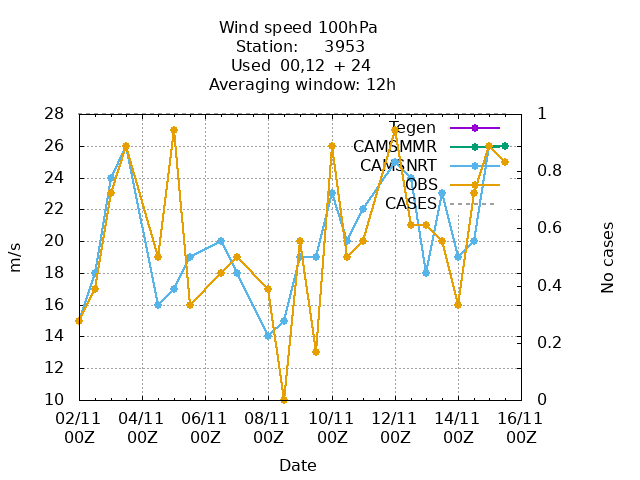 Wind speed 100hPa
Station: 3953
Used 00,12 + 24
Averaging window: 12h
28 1
26
24 0.8
22
20 0.6
18
16 0.4
14
12 0.2
10 0
m/s
No cases
Tegen
CAMSMMR
CAMSNRT
OBS
CASES
02/11 04/11 06/11 08/11 10/11 12/11 14/11 16/11
00Z 00Z 00Z 00Z 00Z 00Z 00Z 00Z
Date